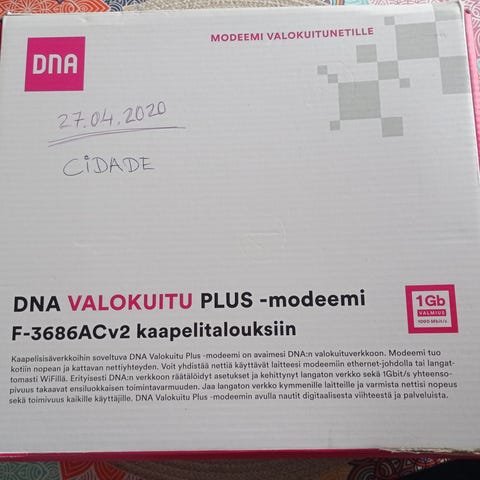 DNA
MODEEMI VALOKUITUNETILLE
27.04.2020
CiDADE
DNA VALOKUITU PLUS -modeemi
F-3686ACv2 kaapelitalouksiin
1Gb
VALMIUS
1000 Mbit/s
Kaapelisisäverkkoihin soveltuva DNA Valokuitu Plus -modeemi on avaimesi DNA:n valokuituverkkoon. Modeemi tuo
kotiin nopean ja kattavan nettiyhteyden. Voit yhdistää nettiä käyttävät laitteesi modeemiin ethernet-johdolla tai langat-
tomasti WiFillä. Erityisesti DNA:n verkkoon räätälöidyt asetukset ja kehittynyt langaton verkko sekä 1Gbit/s yhteenso-
pivuus takaavat ensiluokkaisen toimintavarmuuden. Jaa langaton verkko kymmenille laitteille ja varmista nettisi nopeus
sekä toimivuus kaikille käyttäjille. DNA Valokuitu Plus -modeemin avulla nautit digitaalisesta viihteestä ja palveluista.